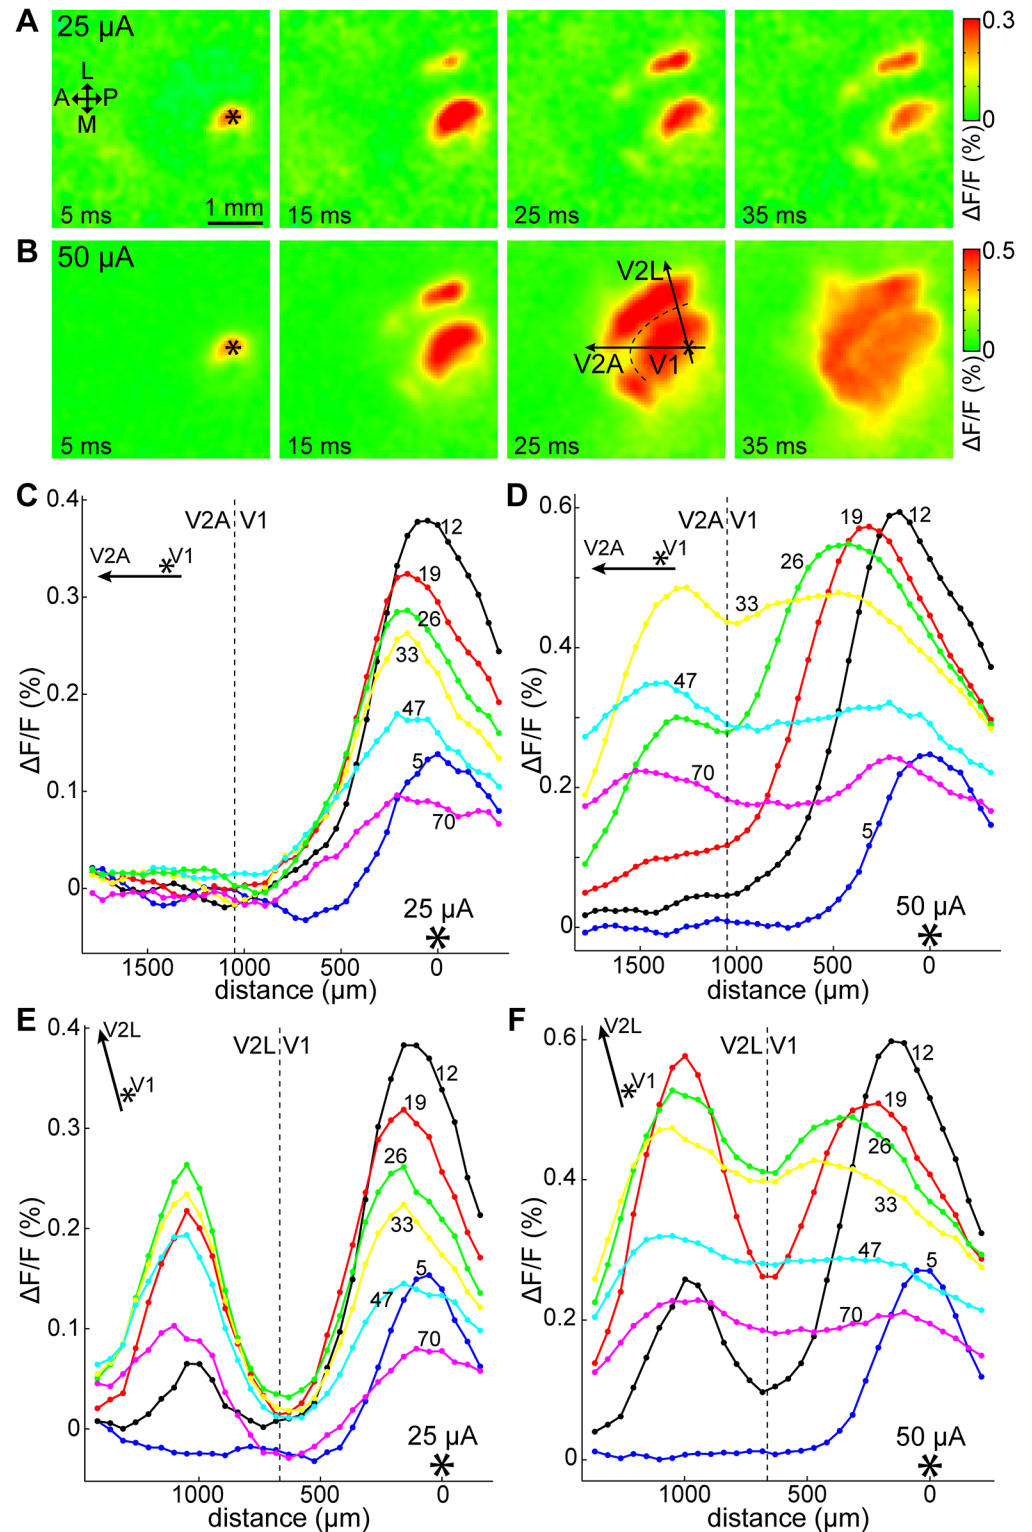 A
25 µA
L
A P
M
*
5 ms
1 mm
15 ms
25 ms
35 ms
0.3
0
ΔF/F (%)
B
50 µA
*
5 ms
15 ms
V2L
V2A V1
*
25 ms
35 ms
0.5
0
ΔF/F (%)
C
0.4
0.3
0.2
0.1
0
ΔF/F (%)
V2A V1
V2A *V1
12
19
26
33
47
5
70
25 µA
*
1500 1000 500 0
distance (µm)
D
0.6
0.4
0.2
0
ΔF/F (%)
V2A V1
V2A *V1
19 12
26
33
47
70
5
50 µA
*
1500 1000 500 0
distance (µm)
E
0.4
0.3
0.2
0.1
0
ΔF/F (%)
V2L
*V1
V2L V1
12
19
26
33
5
47
70
25 µA
*
1000 500 0
distance (µm)
F
0.6
0.4
0.2
0
ΔF/F (%)
V2L
*V1
V2L V1
12
19
26
33
47 5
70
50 µA
*
1000 500 0
distance (µm)